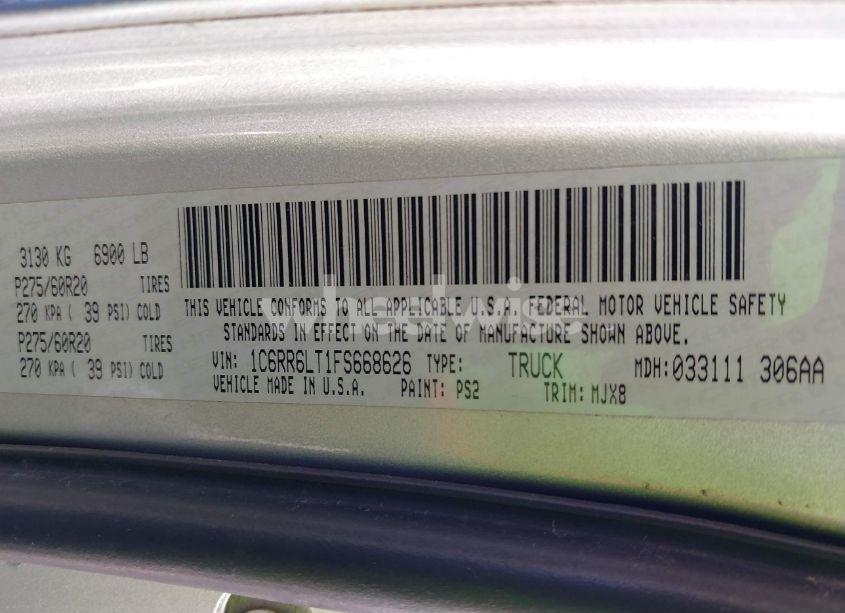 3130 KG 6900 LB
P275/60R20 TIRES
270 KPA ( 39 PSI) COLD
P275/60R20 TIRES
270 KPA ( 39 PSI) COLD
THIS VEHICLE CONFORMS TO ALL APPLICABLE U.S.A. FEDERAL MOTOR VEHICLE SAFETY
STANDARDS IN EFFECT ON THE DATE OF MANUFACTURE SHOWN ABOVE.
VIN: 1C6RR6LT1FS668626 TYPE: TRUCK MDH: 033111 306AA
VEHICLE MADE IN U.S.A. PAINT: PS2 TRIM: MJX8